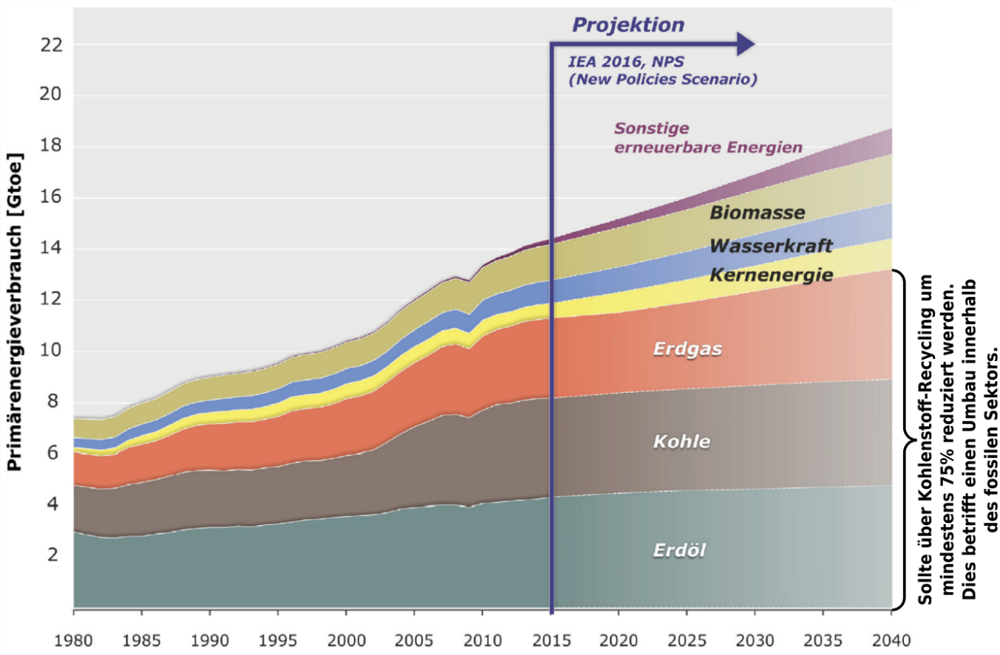 Primärenergieverbrauch [Gtoe]
22
20
18
16
14
12
10
8
6
4
2
Projektion
IEA 2016, NPS
(New Policies Scenario)
Sonstige
erneuerbare Energien
Biomasse
Wasserkraft
Kernenergie
Erdgas
Kohle
Erdöl
1980 1985 1990 1995 2000 2005 2010 2015 2020 2025 2030 2035 2040
Sollte über Kohlenstoff-Recycling um
mindestens 75% reduziert werden.
Dies betrifft einen Umbau innerhalb
des fossilen Sektors.